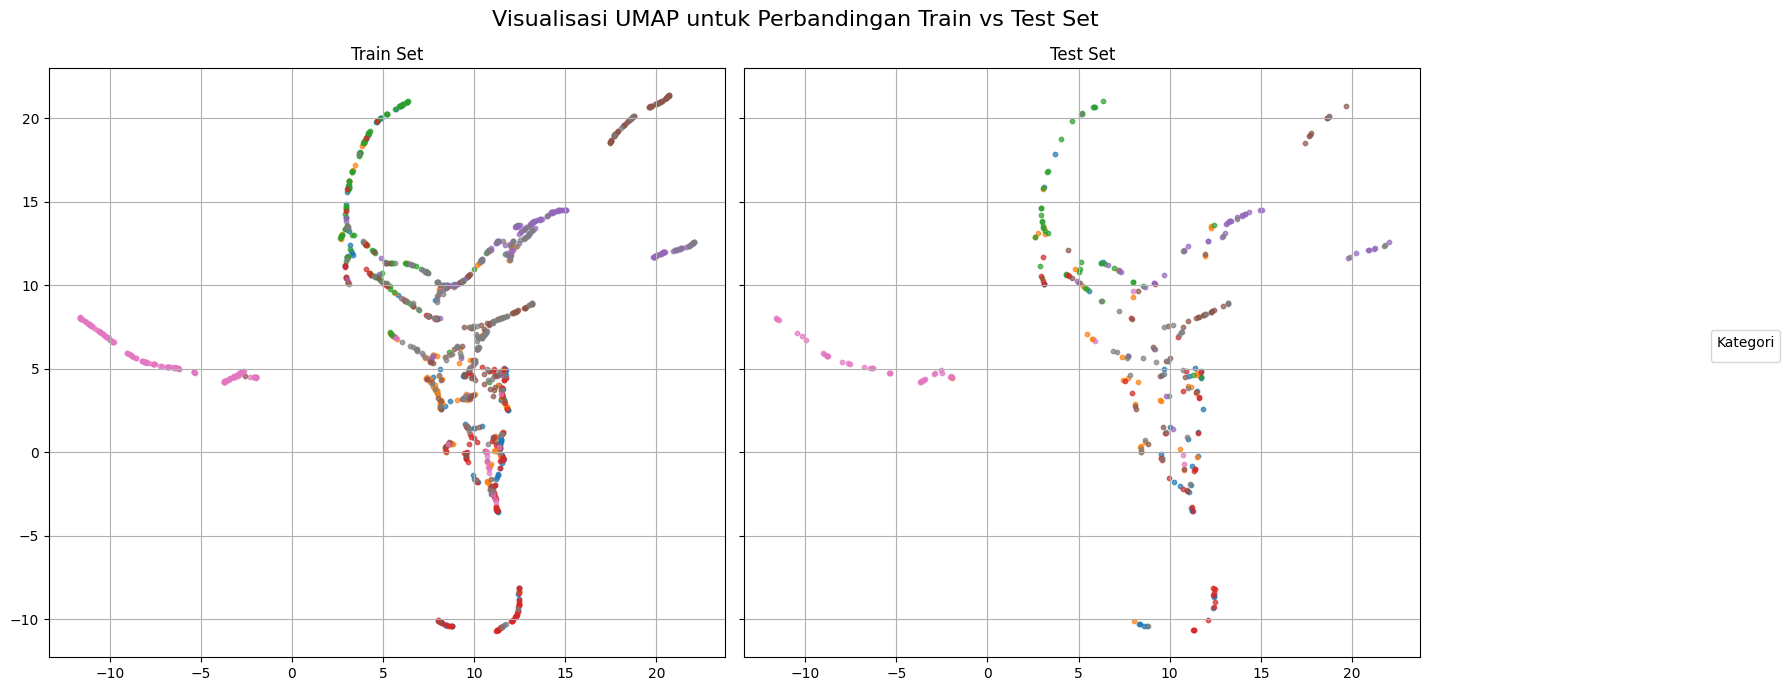 Visualisasi UMAP untuk Perbandingan Train vs Test Set
Train Set
Test Set
20
15
10
5
0
−5
−10
Kategori
−10 −5 0 5 10 15 20
−10 −5 0 5 10 15 20